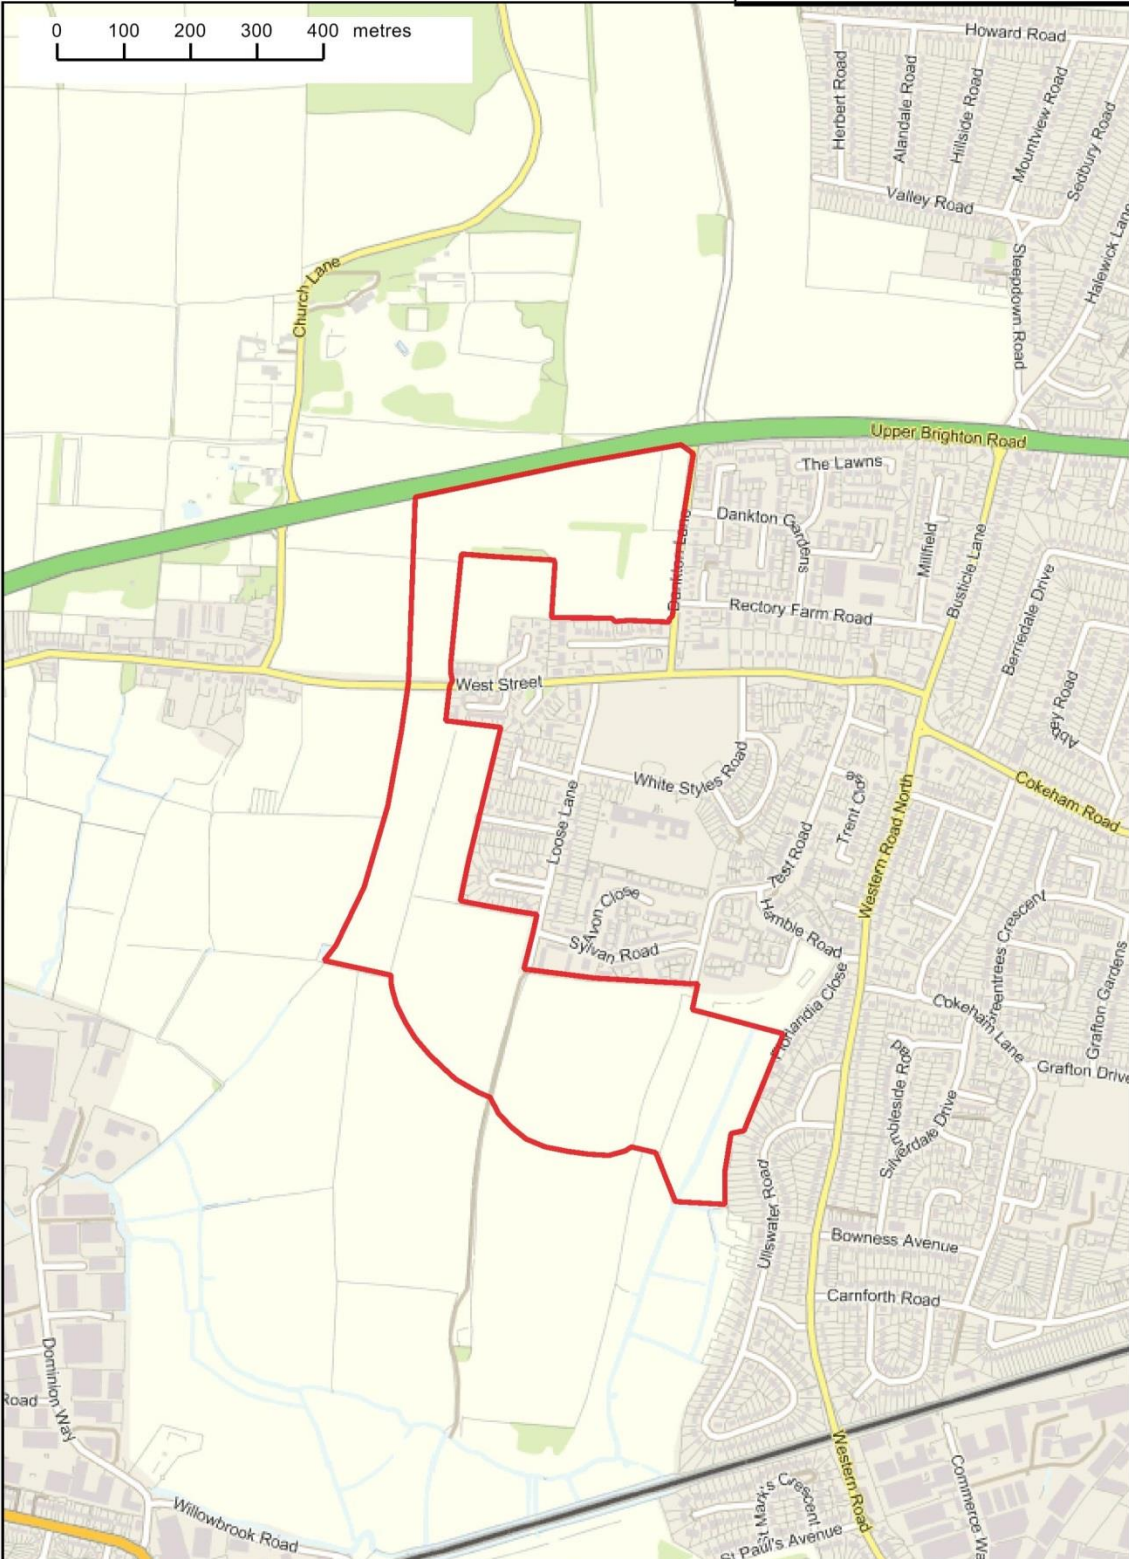 0 100 200 300 400 metres
Howard Road
Herbert Road
Alandale Road
Hillside Road
Mountview Road
Sedbury Road
Valley Road
Halewick Lane
Steepdown Road
Church Lane
Upper Brighton Road
The Lawns
Dankton Gardens
Dankton Lane
Millfield
Busticle Lane
Rectory Farm Road
Berriedale Drive
West Street
Abbey Road
White Styles Road
Loose Lane
Trent Close
Western Road North
Cokeham Road
Test Road
Avon Close
Hamble Road
Sylvan Road
Greentrees Crescent
Grafton Gardens
Cokeham Lane
Grafton Drive
Silverdale Drive
Ullswater Road
Bowness Avenue
Carnforth Road
Dominion Way
Road
Willowbrook Road
Western Road
St Mark's Crescent
St Paul's Avenue
Commerce Wa